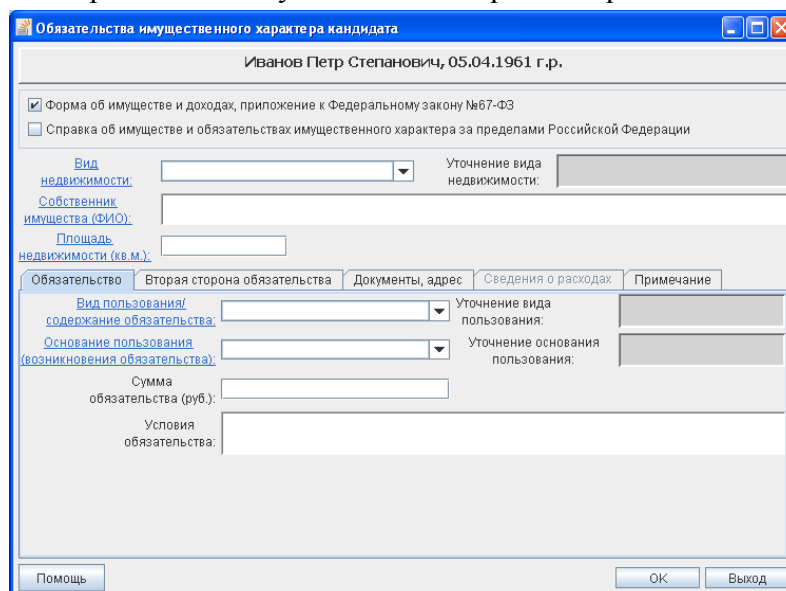 Обязательства имущественного характера кандидата
Иванов Петр Степанович, 05.04.1961 г.р.
Форма об имуществе и доходах, приложение к Федеральному закону №67-ФЗ
Справка об имуществе и обязательствах имущественного характера за пределами Российской Федерации
Вид недвижимости:
Уточнение вида недвижимости:
Собственник имущества (ФИО):
Площадь недвижимости (кв.м.):
Обязательство Вторая сторона обязательства Документы, адрес Сведения о расходах Примечание
Вид пользования/ содержание обязательства:
Уточнение вида пользования:
Основание пользования (возникновения обязательства):
Уточнение основания пользования:
Сумма обязательства (руб.):
Условия обязательства:
Помощь ОК Выход